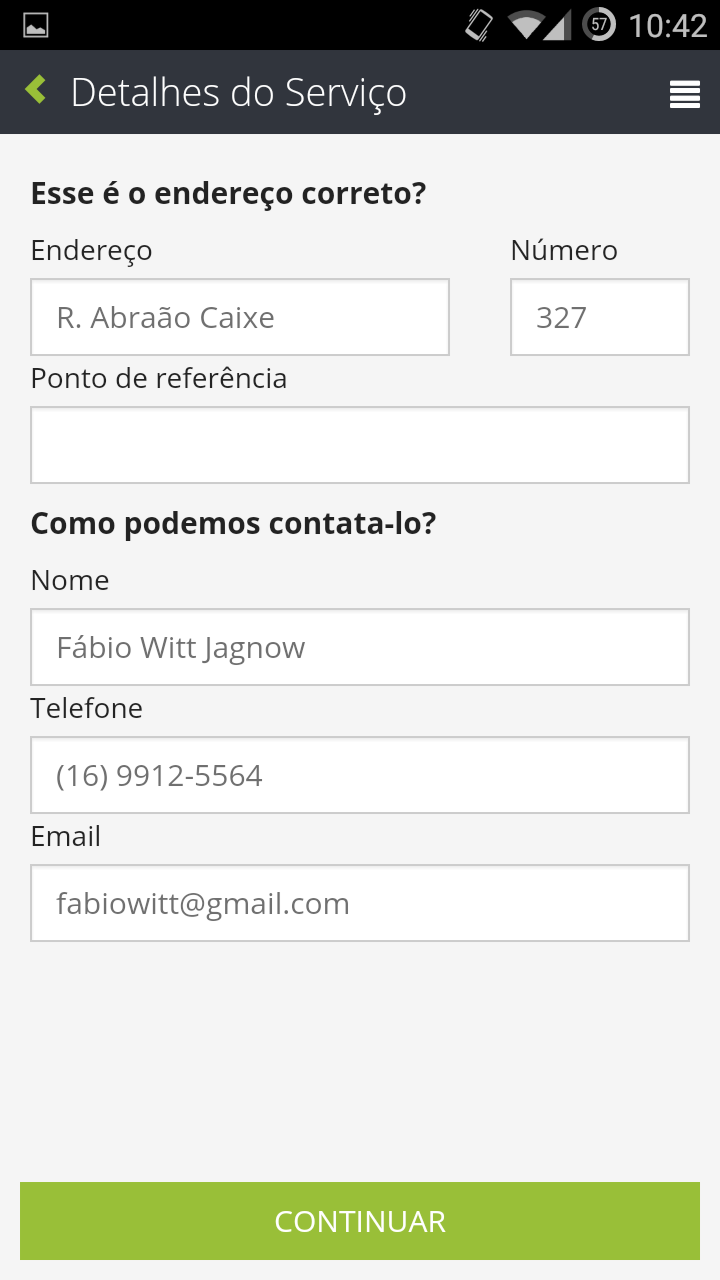 57 10:42
Detalhes do Serviço
Esse é o endereço correto?
Endereço Número
R. Abraão Caixe 327
Ponto de referência
Como podemos contata-lo?
Nome
Fábio Witt Jagnow
Telefone
(16) 9912-5564
Email
fabiowitt@gmail.com
CONTINUAR